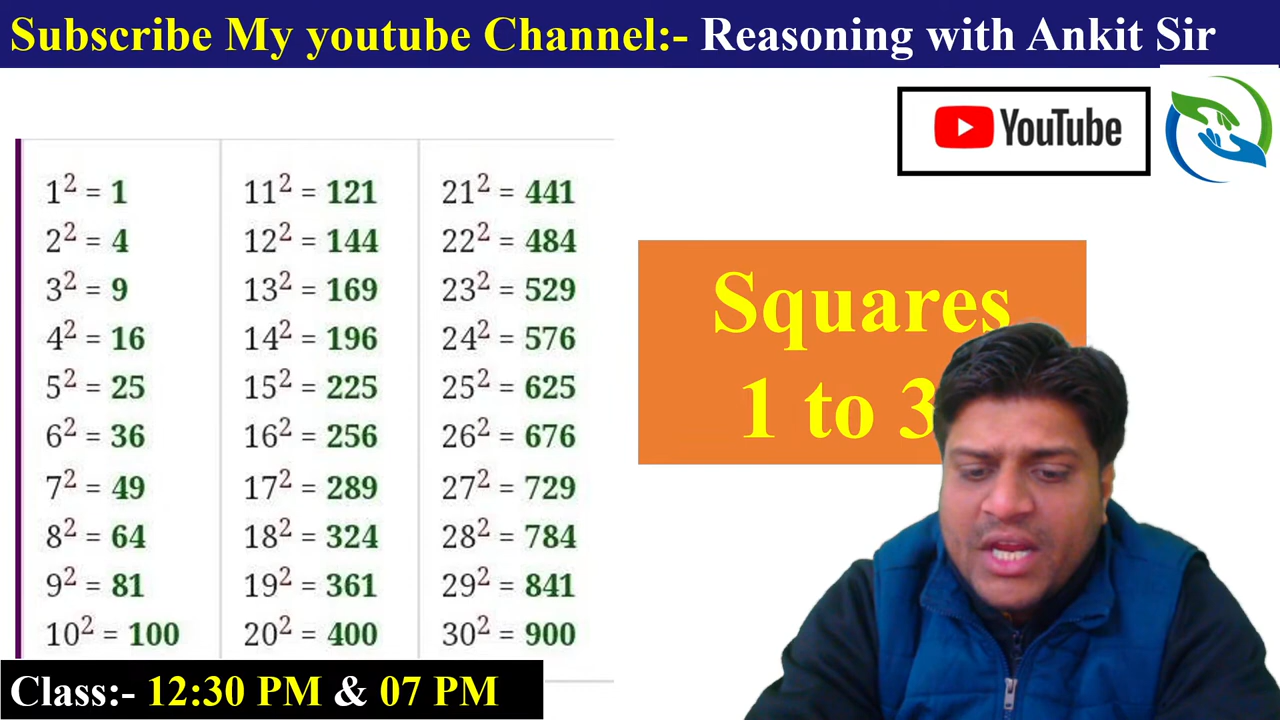 Subscribe My youtube Channel:- Reasoning with Ankit Sir
YouTube
1² = 1
2² = 4
3² = 9
4² = 16
5² = 25
6² = 36
7² = 49
8² = 64
9² = 81
10² = 100
11² = 121
12² = 144
13² = 169
14² = 196
15² = 225
16² = 256
17² = 289
18² = 324
19² = 361
20² = 400
21² = 441
22² = 484
23² = 529
24² = 576
25² = 625
26² = 676
27² = 729
28² = 784
29² = 841
30² = 900
Squares
1 to 3
Class:- 12:30 PM & 07 PM